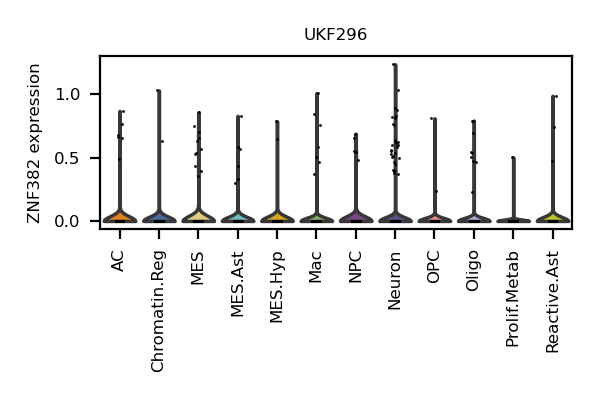 UKF296
ZNF382 expression
1.0
0.5
0.0
AC
Chromatin.Reg
MES
MES.Ast
MES.Hyp
Mac
NPC
Neuron
OPC
Oligo
Prolif.Metab
Reactive.Ast